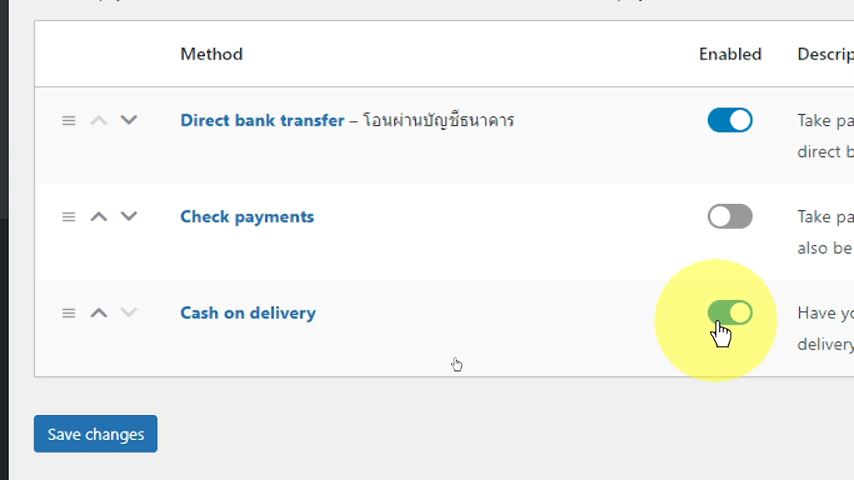 Method Enabled Descrip
Direct bank transfer – โอนผ่านบัญชีธนาคาร Take pa
direct b
Check payments Take pa
also be
Cash on delivery Have yo
delivery
Save changes